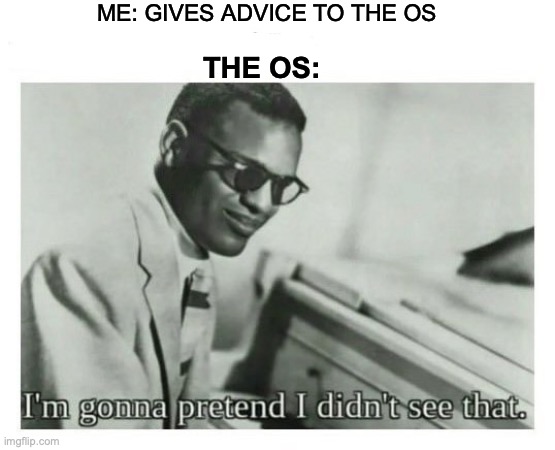 ME: GIVES ADVICE TO THE OS
THE OS:
I'm gonna pretend I didn't see that.
imgflip.com